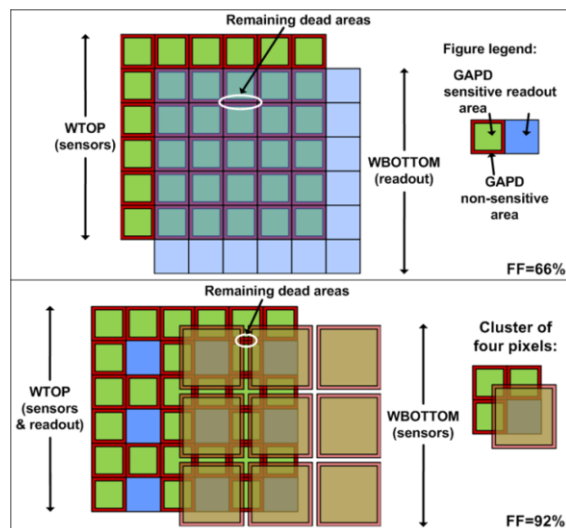 Remaining dead areas
Figure legend:
GAPD
sensitive readout
area
area
WTOP
(sensors)
WBOTTOM
(readout)
GAPD
non-sensitive
area
FF=66%
Remaining dead areas
Cluster of
four pixels:
WTOP
(sensors
& readout)
WBOTTOM
(sensors)
FF=92%